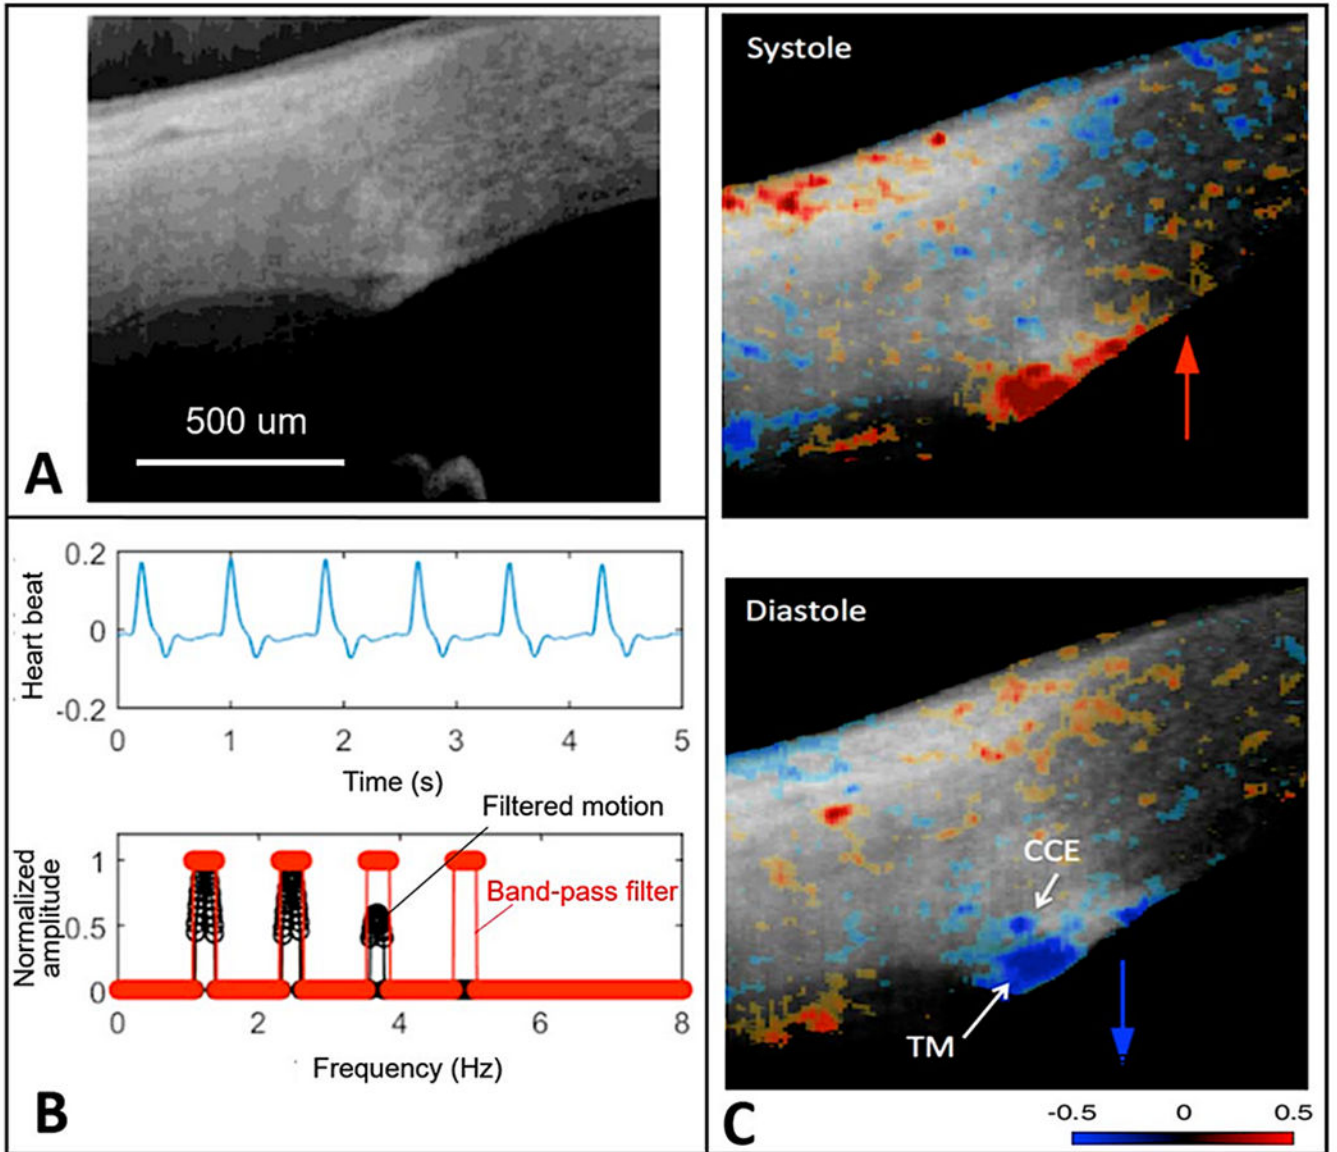 500 um
A
Heart beat
0.2
0
-0.2
0 1 2 3 4 5
Time (s)
Filtered motion
Band-pass filter
Normalized
amplitude
1
0.5
0
0 2 4 6 8
Frequency (Hz)
B
Systole
Diastole
CCE
TM
-0.5 0 0.5
C